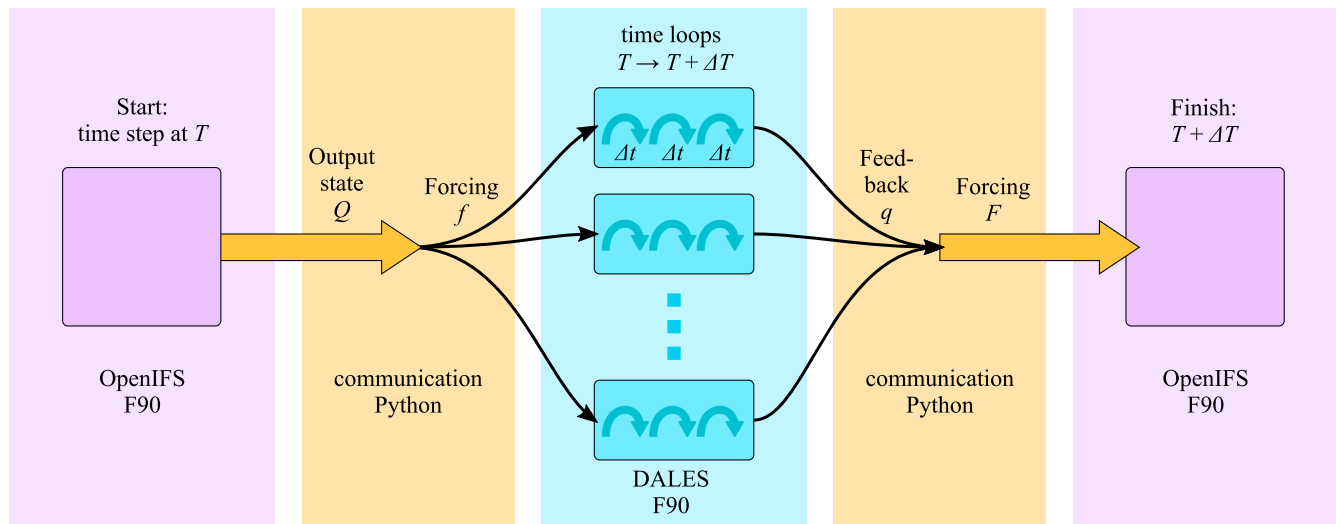 Start:
time step at T
OpenIFS
F90
Output
state
Q
Forcing
f
communication
Python
time loops
T → T + ΔT
Δt Δt Δt
DALES
F90
Feed-
back
q
Forcing
F
communication
Python
Finish:
T + ΔT
OpenIFS
F90